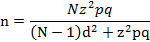 n = Nz²pq / (N − 1)d² + z²pq